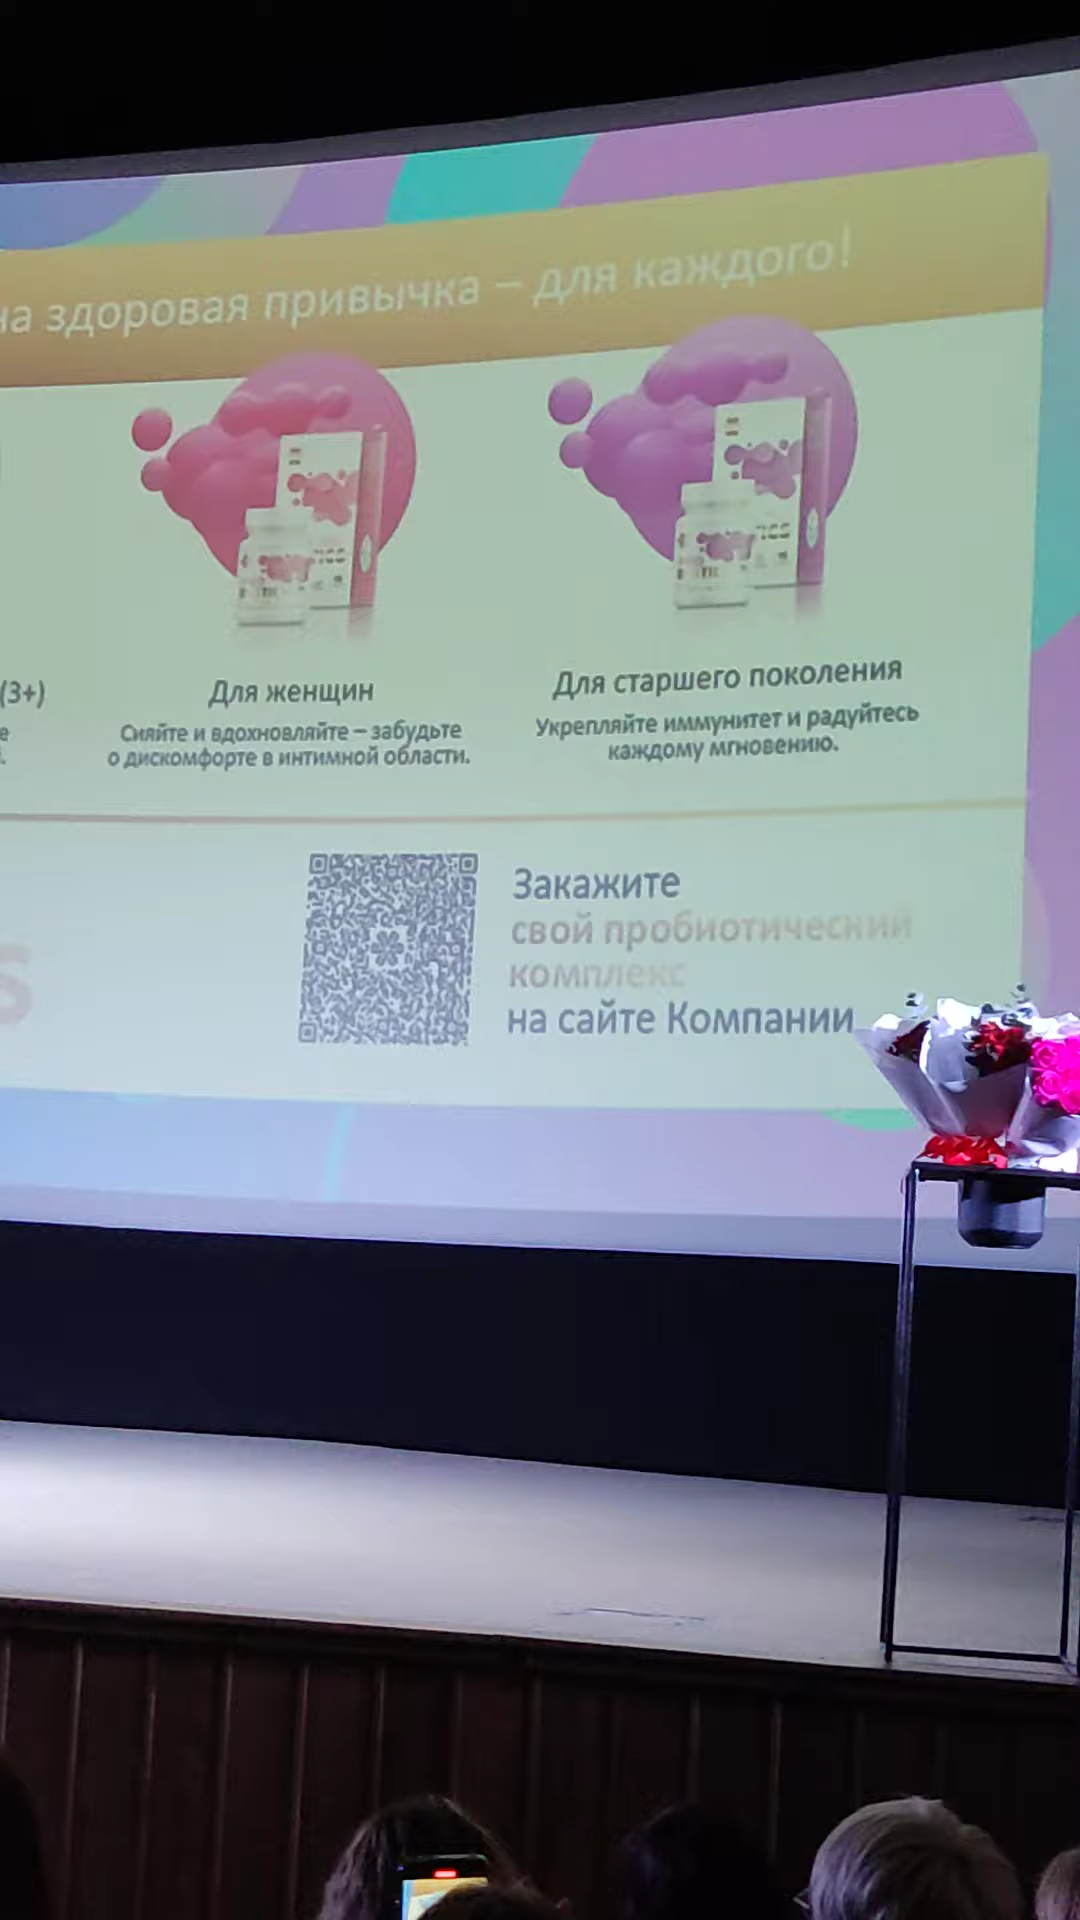 на здоровая привычка – для каждого!
(3+)
Для женщин
Сияйте и вдохновляйте – забудьте
о дискомфорте в интимной области.
Для старшего поколения
Укрепляйте иммунитет и радуйтесь
каждому мгновению.
Закажите
свой пробиотический
комплекс
на сайте Компании